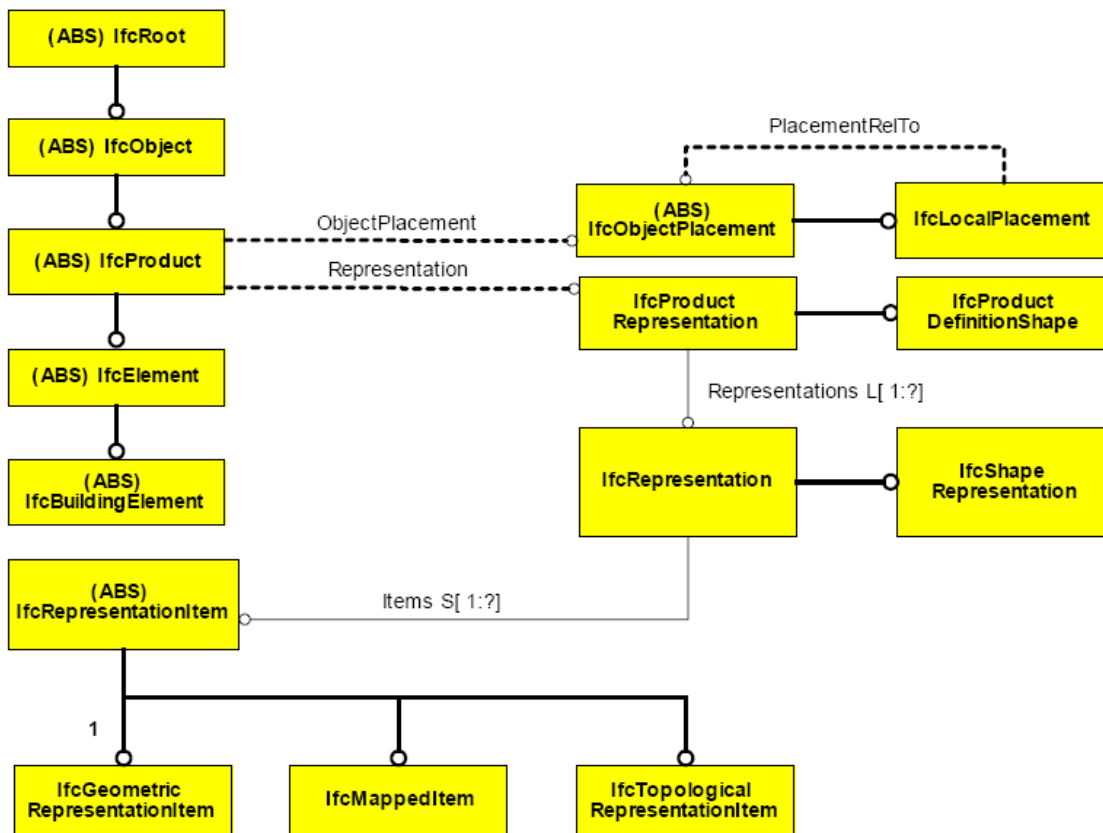 (ABS) IfcRoot
(ABS) IfcObject
PlacementRelTo
(ABS)
IfcObjectPlacement
IfcLocalPlacement
ObjectPlacement
(ABS) IfcProduct
Representation
IfcProduct
Representation
IfcProduct
DefinitionShape
(ABS) IfcElement
Representations L[ 1:?]
(ABS)
IfcBuildingElement
IfcRepresentation
IfcShape
Representation
(ABS)
IfcRepresentationItem
Items S[ 1:?]
1
IfcGeometric
RepresentationItem
IfcMappedItem
IfcTopological
RepresentationItem